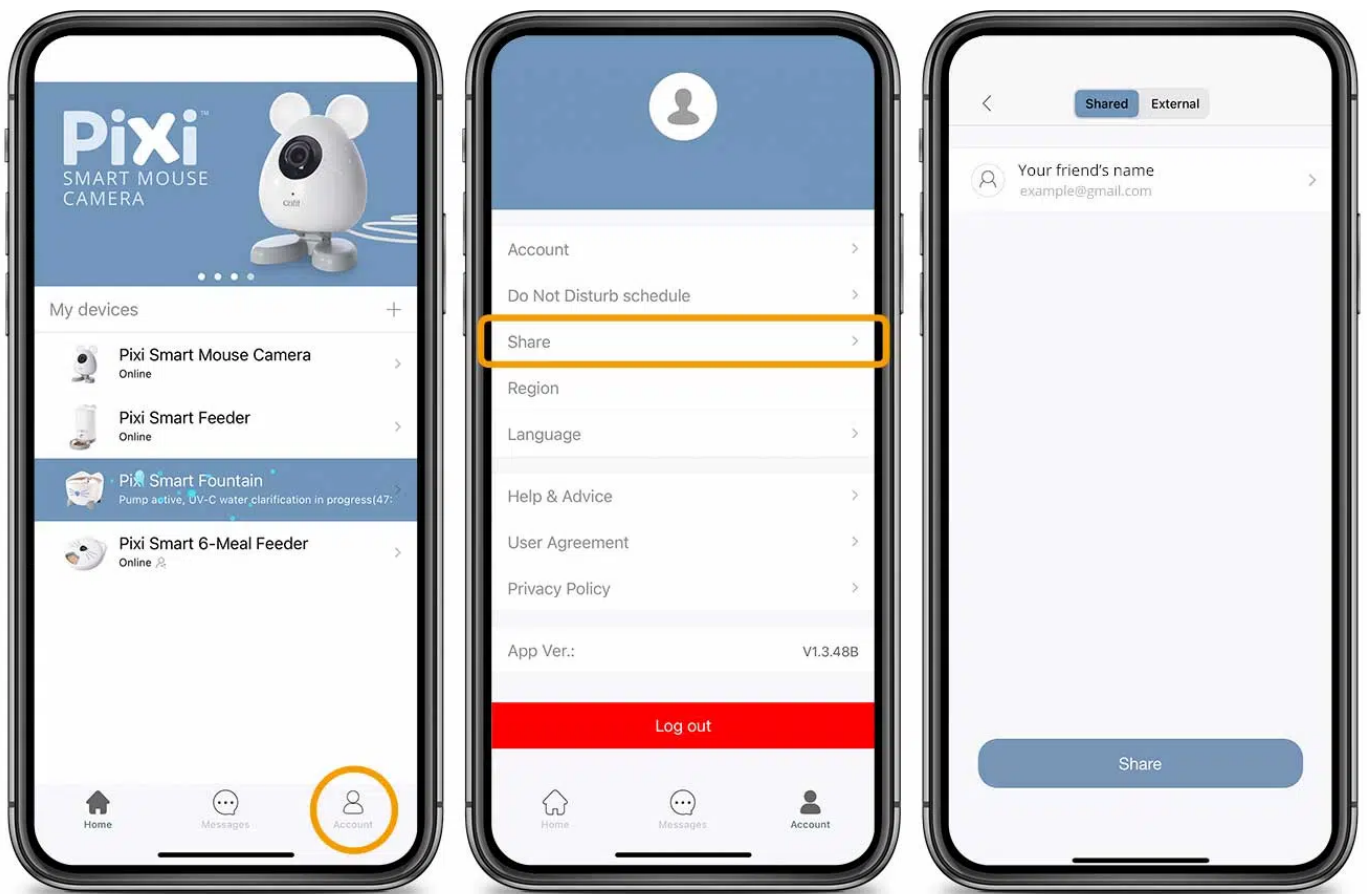 Pixi™
SMART MOUSE
CAMERA
catit
My devices
Pixi Smart Mouse Camera
Online
Pixi Smart Feeder
Online
Pixi Smart Fountain
Pump active, UV-C water clarification in progress(47:
Pixi Smart 6-Meal Feeder
Online
Home
Messages
Account
Account
Do Not Disturb schedule
Share
Region
Language
Help & Advice
User Agreement
Privacy Policy
App Ver.:
V1.3.48B
Log out
Home
Messages
Account
Shared
External
Your friend's name
example@gmail.com
Share